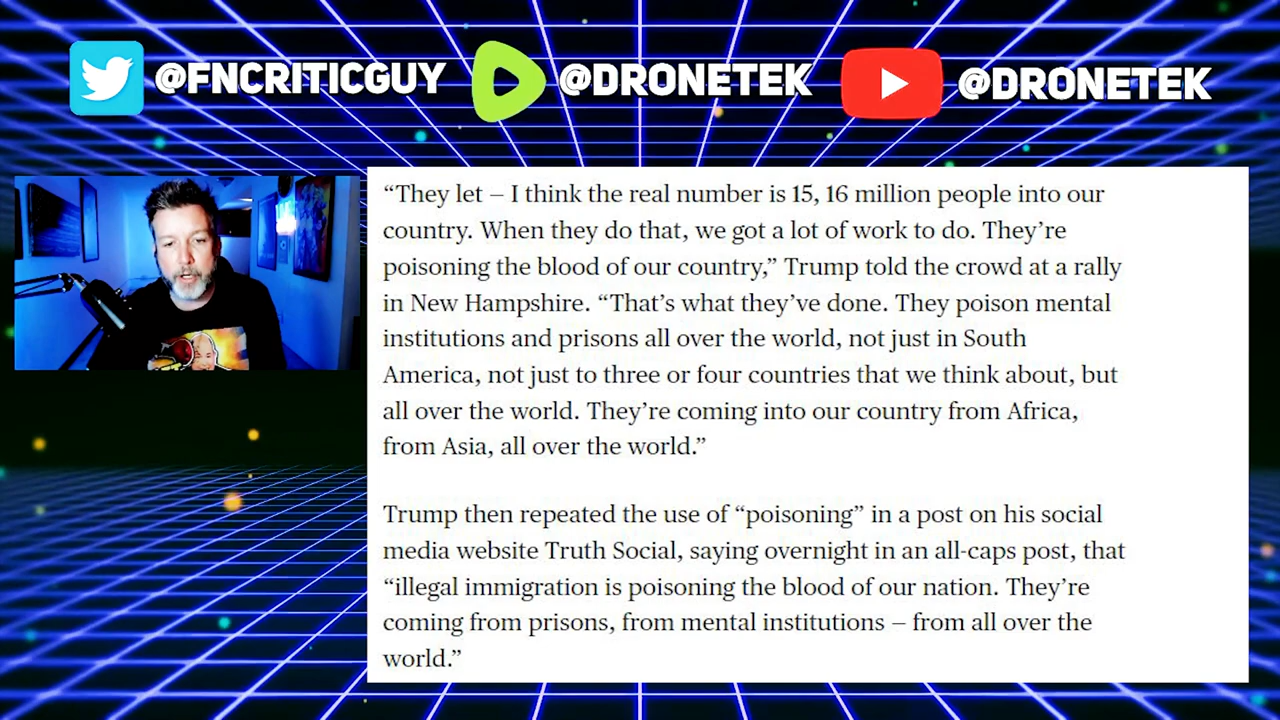 @FNCRITICGUY @DRONETEK @DRONETEK
“They let – I think the real number is 15, 16 million people into our
country. When they do that, we got a lot of work to do. They’re
poisoning the blood of our country,” Trump told the crowd at a rally
in New Hampshire. “That’s what they’ve done. They poison mental
institutions and prisons all over the world, not just in South
America, not just to three or four countries that we think about, but
all over the world. They’re coming into our country from Africa,
from Asia, all over the world.”
Trump then repeated the use of “poisoning” in a post on his social
media website Truth Social, saying overnight in an all-caps post, that
“illegal immigration is poisoning the blood of our nation. They’re
coming from prisons, from mental institutions – from all over the
world.”